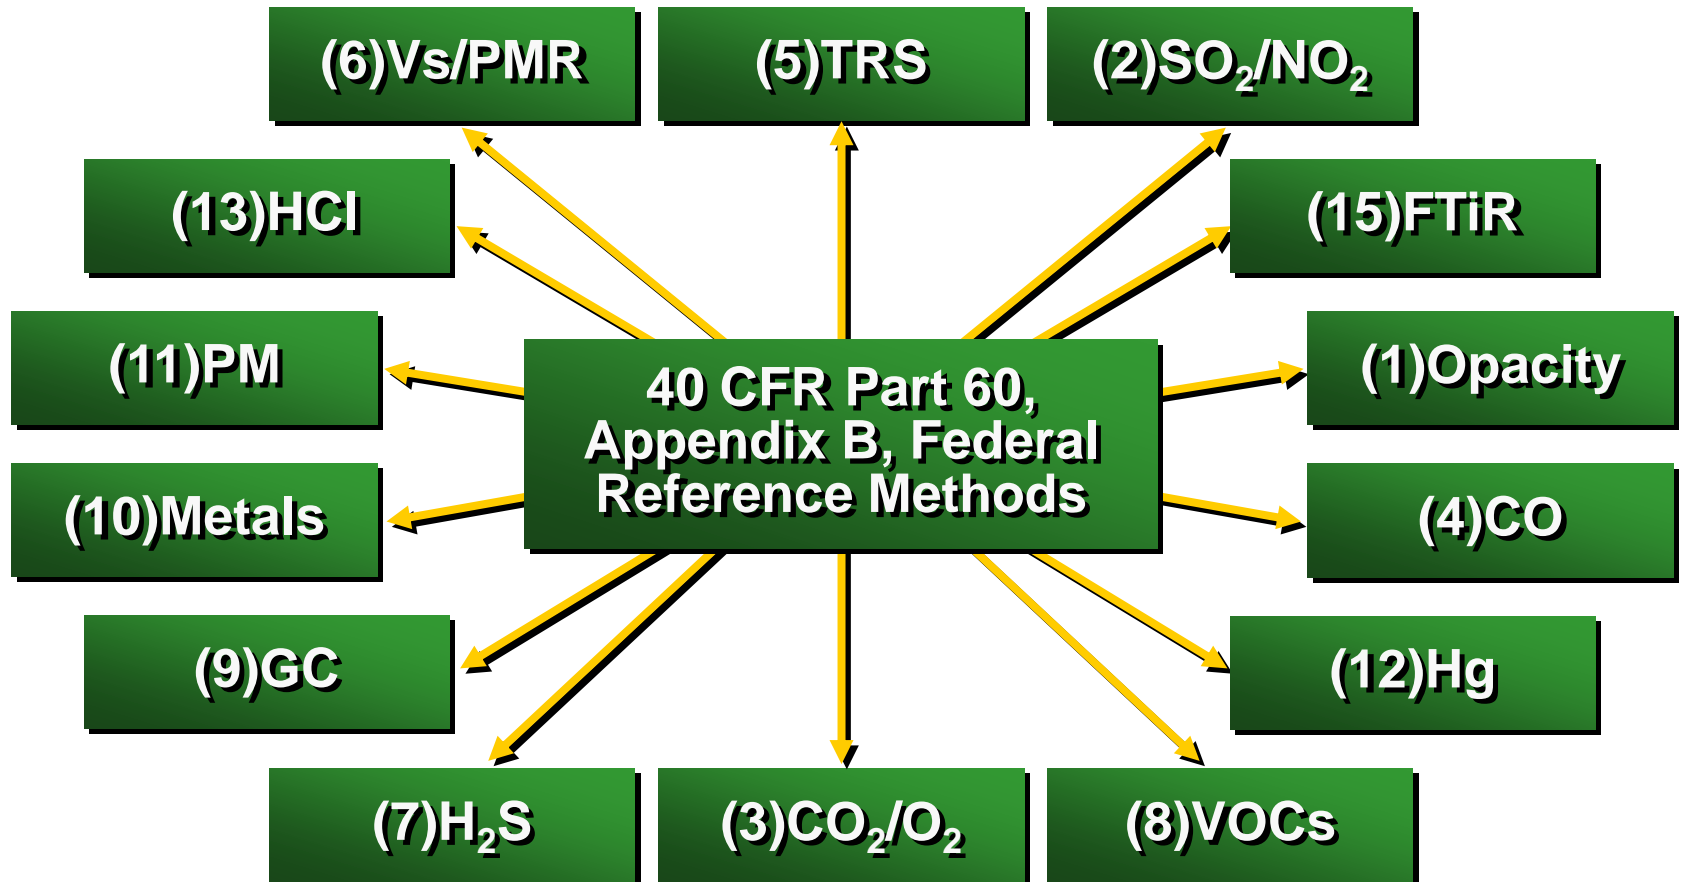 (6)Vs/PMR
(5)TRS
(2)SO₂/NO₂
(13)HCl
(15)FTiR
(11)PM
(1)Opacity
40 CFR Part 60,
Appendix B, Federal
Reference Methods
(10)Metals
(4)CO
(9)GC
(12)Hg
(7)H₂S
(3)CO₂/O₂
(8)VOCs